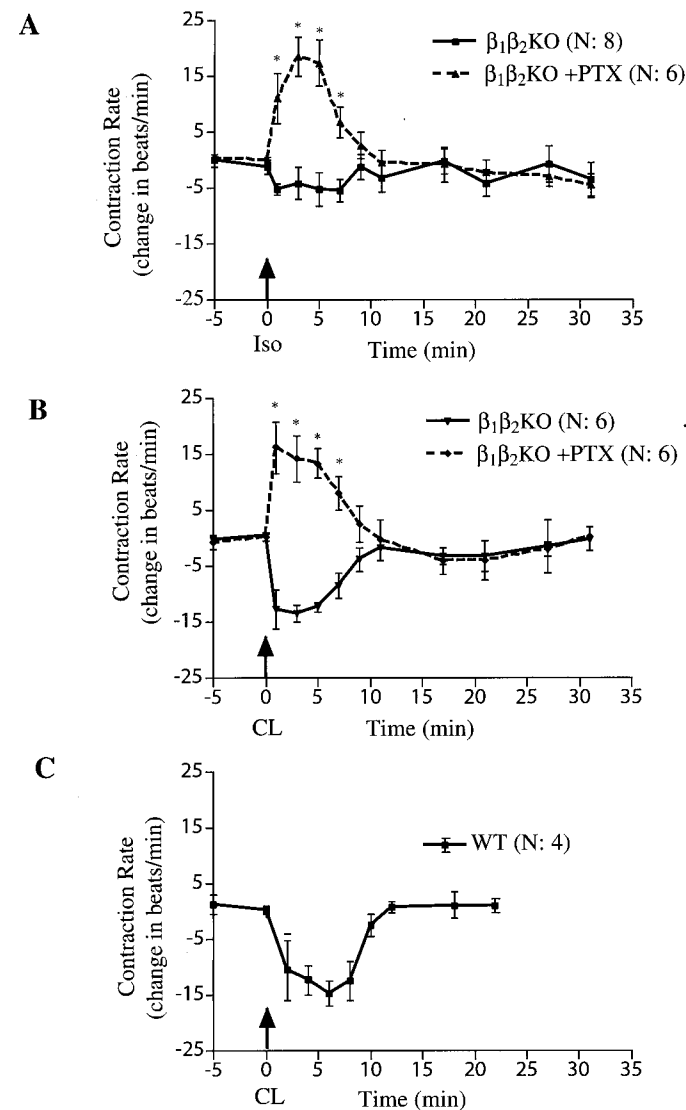 A
25
15
5
-5
-15
-25
Contraction Rate
(change in beats/min)
* * * *
β₁β₂KO (N: 8)
β₁β₂KO +PTX (N: 6)
-5 0 5 10 15 20 25 30 35
Iso
Time (min)
B
25
15
5
-5
-15
-25
Contraction Rate
(change in beats/min)
* * * *
β₁β₂KO (N: 6)
β₁β₂KO +PTX (N: 6)
-5 0 5 10 15 20 25 30 35
CL
Time (min)
C
25
15
5
-5
-15
-25
Contraction Rate
(change in beats/min)
WT (N: 4)
-5 0 5 10 15 20 25 30 35
CL
Time (min)